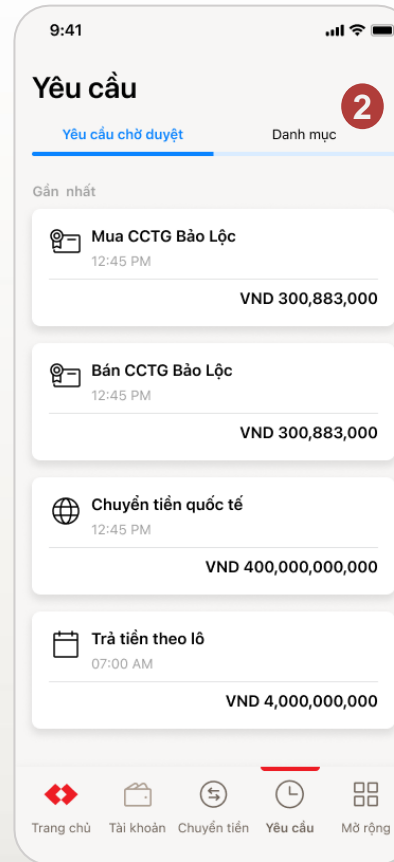 9:41
Yêu cầu
2
Yêu cầu chờ duyệt Danh mục
Gần nhất
Mua CCTG Bảo Lộc
12:45 PM
VND 300,883,000
Bán CCTG Bảo Lộc
12:45 PM
VND 300,883,000
Chuyển tiền quốc tế
12:45 PM
VND 400,000,000,000
Trả tiền theo lô
07:00 AM
VND 4,000,000,000
Trang chủ Tài khoản Chuyển tiền Yêu cầu Mở rộng